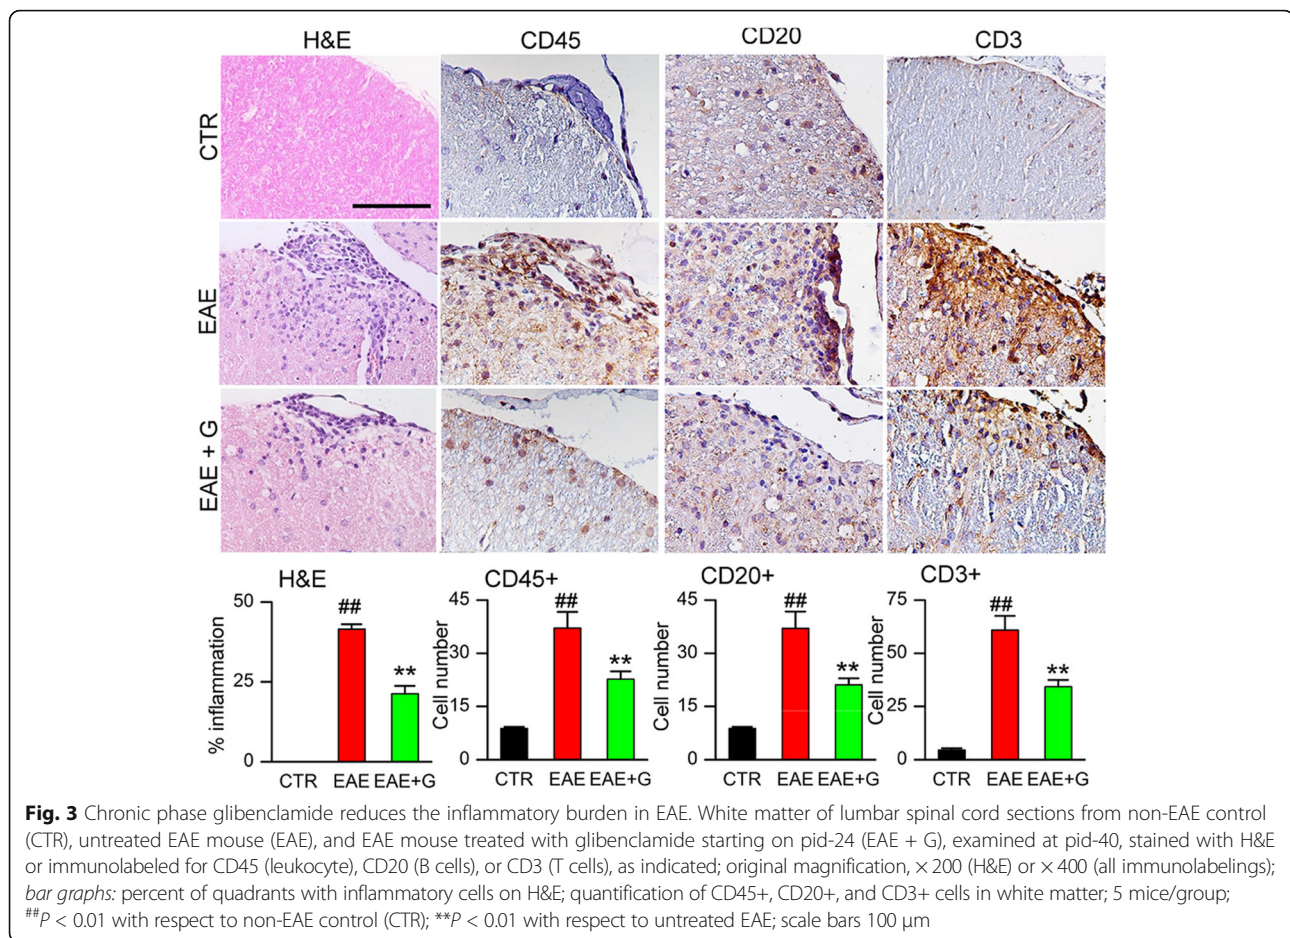 H&E CD45 CD20 CD3
CTR
EAE
EAE + G
H&E CD45+ CD20+ CD3+
% inflammation
50
25
0
##
**
CTR EAE EAE+G
Cell number
45
30
15
0
##
**
CTR EAE EAE+G
Cell number
45
30
15
0
##
**
CTR EAE EAE+G
Cell number
75
50
25
0
##
**
CTR EAE EAE+G
Fig. 3 Chronic phase glibenclamide reduces the inflammatory burden in EAE. White matter of lumbar spinal cord sections from non-EAE control
(CTR), untreated EAE mouse (EAE), and EAE mouse treated with glibenclamide starting on pid-24 (EAE + G), examined at pid-40, stained with H&E
or immunolabeled for CD45 (leukocyte), CD20 (B cells), or CD3 (T cells), as indicated; original magnification, × 200 (H&E) or × 400 (all immunolabelings);
bar graphs: percent of quadrants with inflammatory cells on H&E; quantification of CD45+, CD20+, and CD3+ cells in white matter; 5 mice/group;
##P < 0.01 with respect to non-EAE control (CTR); **P < 0.01 with respect to untreated EAE; scale bars 100 μm